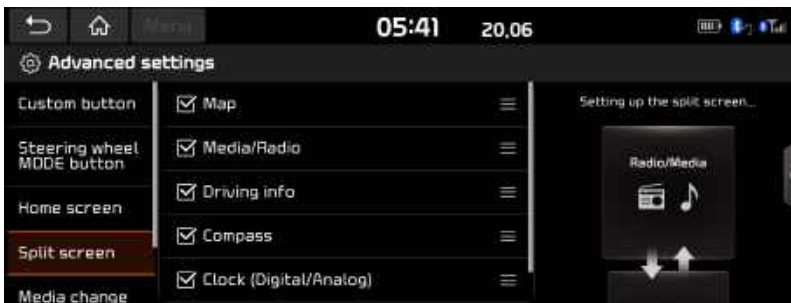 Menu
05:41
20.06
Advanced settings
Custom button
Steering wheel
MODE button
Home screen
Split screen
Media change
Map
Media/Radio
Driving info
Compass
Clock (Digital/Analog)
Setting up the split screen...
Radio/Media